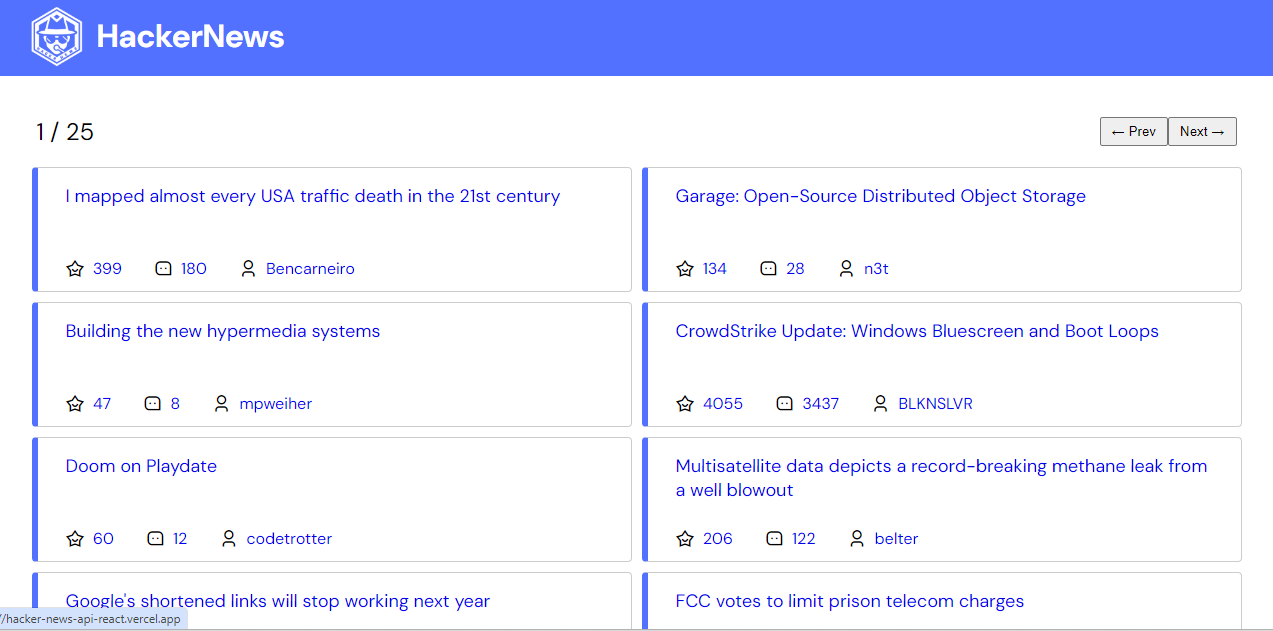 HackerNews
1 / 25
← Prev
Next →
I mapped almost every USA traffic death in the 21st century
399 180 Bencarneiro
Garage: Open-Source Distributed Object Storage
134 28 n3t
Building the new hypermedia systems
47 8 mpweiher
CrowdStrike Update: Windows Bluescreen and Boot Loops
4055 3437 BLKNSLVR
Doom on Playdate
60 12 codetrotter
Multisatellite data depicts a record-breaking methane leak from
a well blowout
206 122 belter
Google's shortened links will stop working next year
FCC votes to limit prison telecom charges
//hacker-news-api-react.vercel.app